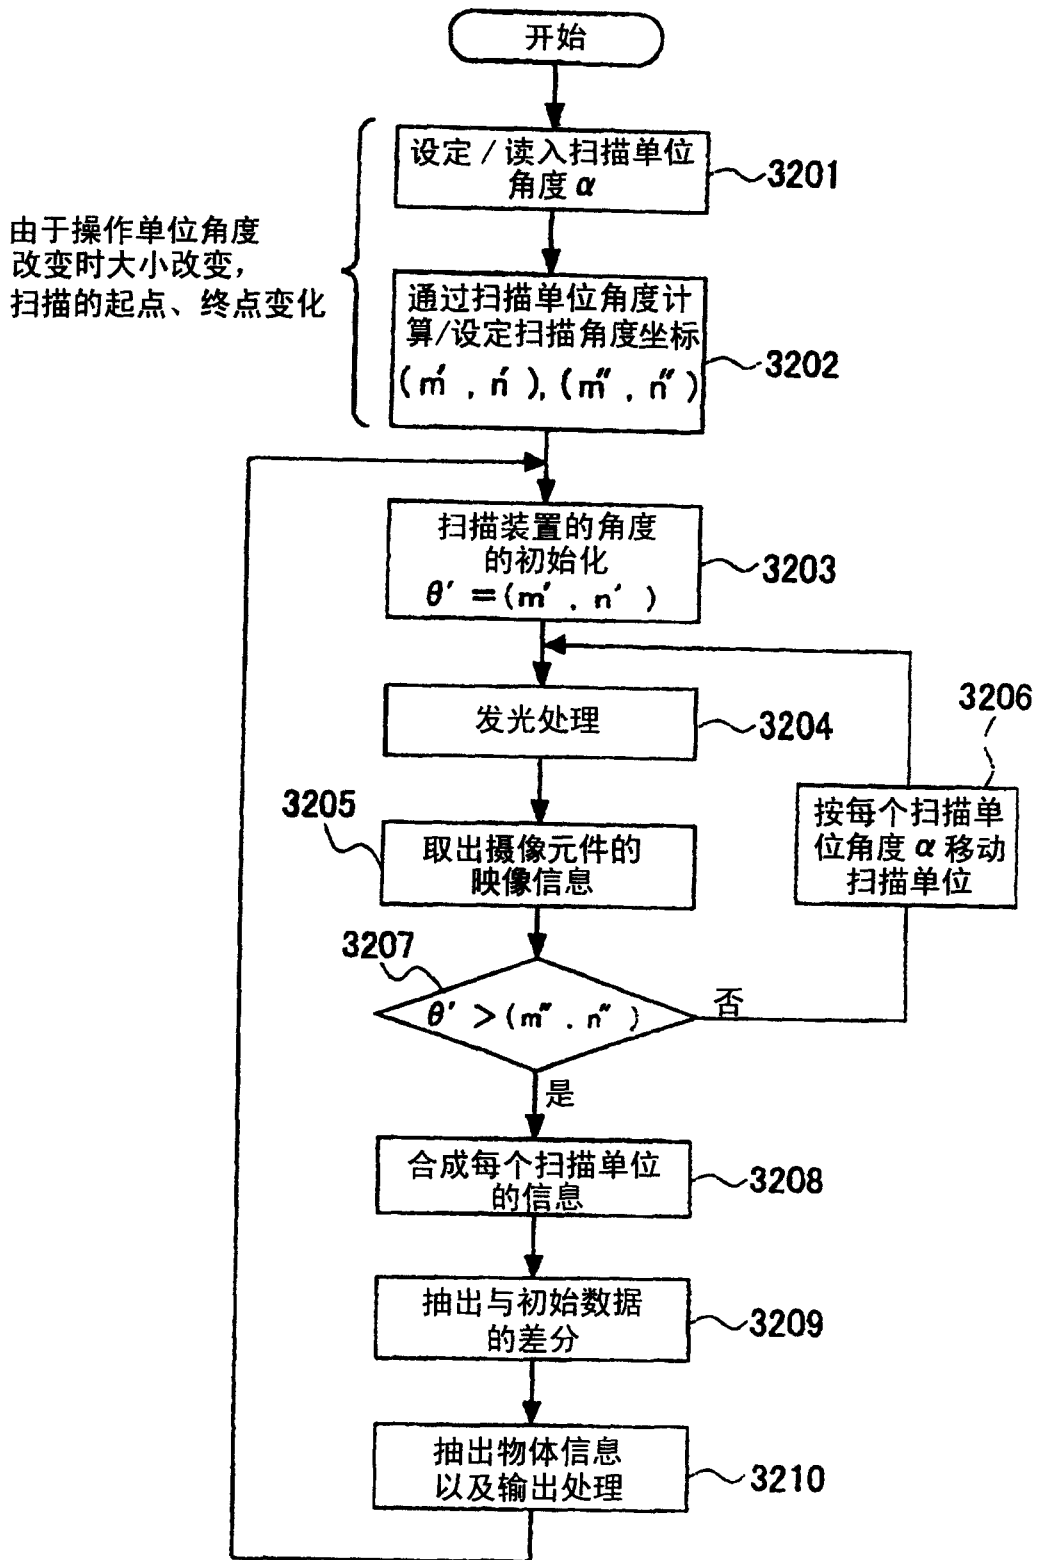 开始
设定/读入扫描单位
角度α
3201
由于操作单位角度
改变时大小改变,
扫描的起点、终点变化
通过扫描单位角度计
算/设定扫描角度坐标
(m′, n′), (m″, n″)
3202
扫描装置的角度
的初始化
θ′=(m′, n′)
3203
发光处理
3204
3206
按每个扫描单
位角度α移动
扫描单位
3205
取出摄像元件的
映像信息
3207
θ′>(m″, n″)
否
是
合成每个扫描单位
的信息
3208
抽出与初始数据
的差分
3209
抽出物体信息
以及输出处理
3210